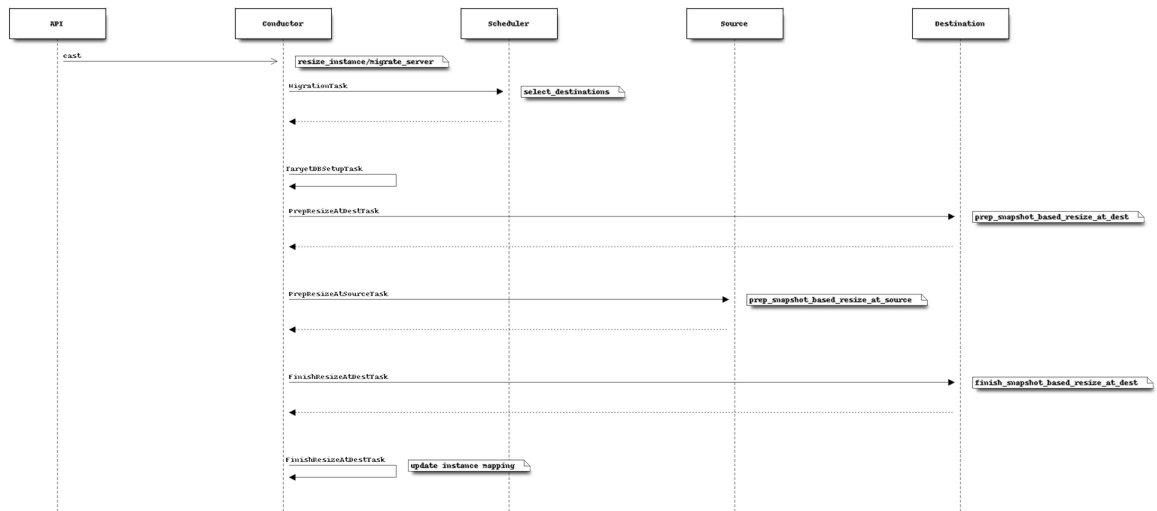 API Conductor Scheduler Source Destination
cast
resize_instance/migrate_server
MigrationTask
select_destinations
TargetDBSetupTask
PrepResizeAtDestTask
prep_snapshot_based_resize_at_dest
PrepResizeAtSourceTask
prep_snapshot_based_resize_at_source
FinishResizeAtDestTask
finish_snapshot_based_resize_at_dest
FinishResizeAtDestTask
update instance mapping